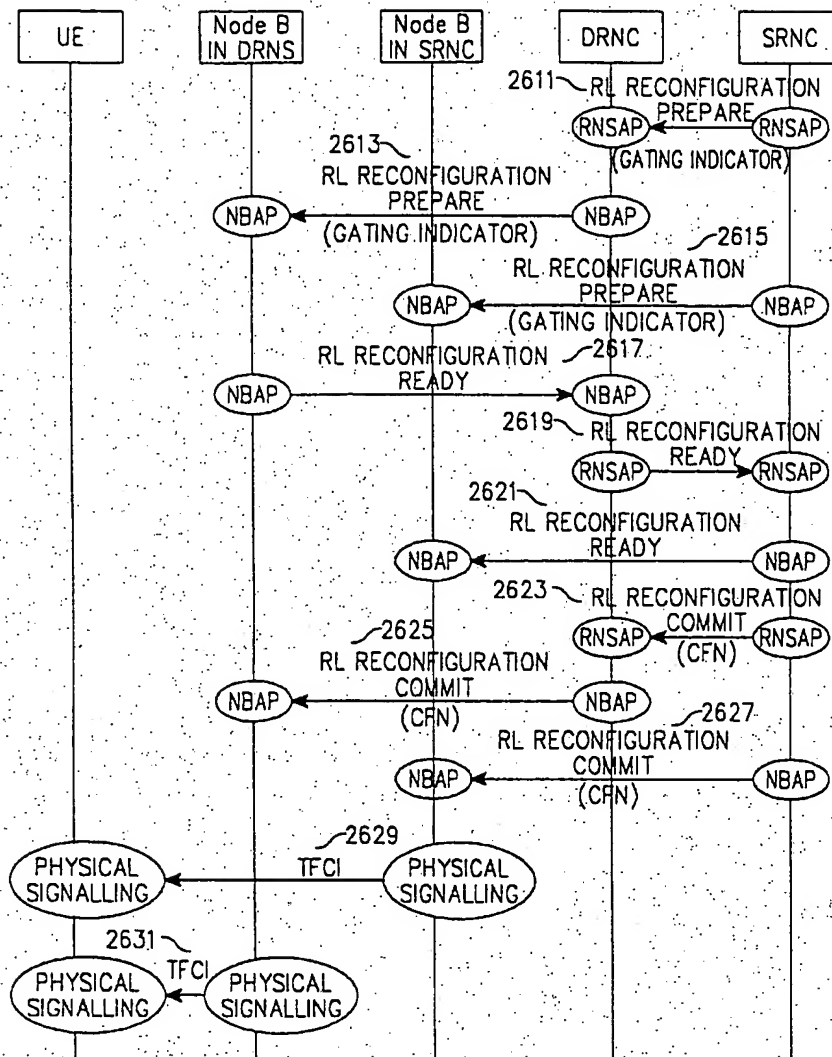 UE
Node B
IN DRNS
Node B
IN SRNC
DRNC
SRNC
2611
RL RECONFIGURATION
PREPARE
RNSAP
RNSAP
(GATING INDICATOR)
2613
RL RECONFIGURATION
PREPARE
NBAP
NBAP
(GATING INDICATOR)
2615
RL RECONFIGURATION
PREPARE
NBAP
NBAP
(GATING INDICATOR)
RL RECONFIGURATION
2617
READY
NBAP
NBAP
2619
RL RECONFIGURATION
READY
RNSAP
RNSAP
2621
RL RECONFIGURATION
READY
NBAP
NBAP
2623
RL RECONFIGURATION
COMMIT
RNSAP
RNSAP
(CFN)
2625
RL RECONFIGURATION
COMMIT
NBAP
NBAP
(CFN)
2627
RL RECONFIGURATION
COMMIT
NBAP
NBAP
(CFN)
2629
TFCI
PHYSICAL
SIGNALLING
PHYSICAL
SIGNALLING
2631
TFCI
PHYSICAL
SIGNALLING
PHYSICAL
SIGNALLING